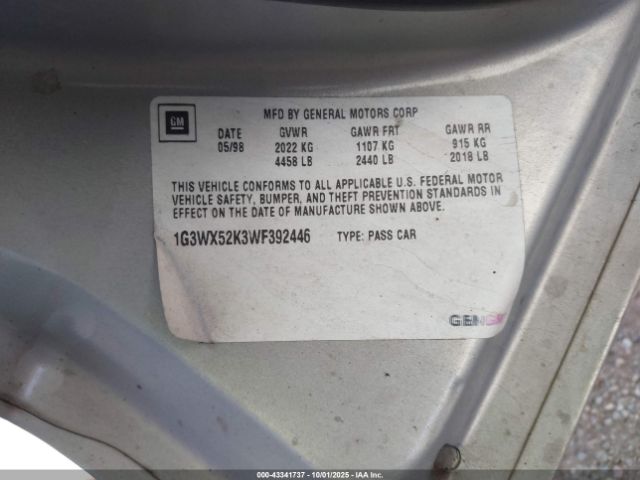 GM
MFD BY GENERAL MOTORS CORP
DATE GVWR GAWR FRT GAWR RR
05/98 2022 KG 1107 KG 915 KG
4458 LB 2440 LB 2018 LB
THIS VEHICLE CONFORMS TO ALL APPLICABLE U.S. FEDERAL MOTOR
VEHICLE SAFETY, BUMPER, AND THEFT PREVENTION STANDARDS IN
EFFECT ON THE DATE OF MANUFACTURE SHOWN ABOVE.
1G3WX52K3WF392446 TYPE: PASS CAR
000-43341737 - 10/01/2025 - IAA, Inc.